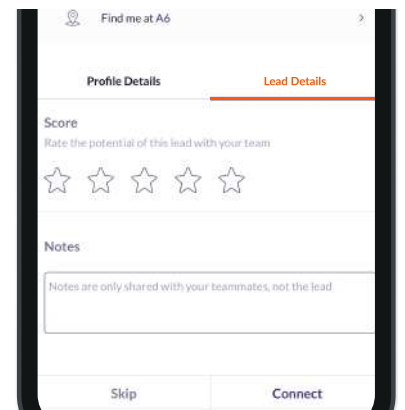 Find me at A6
Profile Details
Lead Details
Score
Rate the potential of this lead with your team
Notes
Notes are only shared with your teammates, not the lead
Skip
Connect